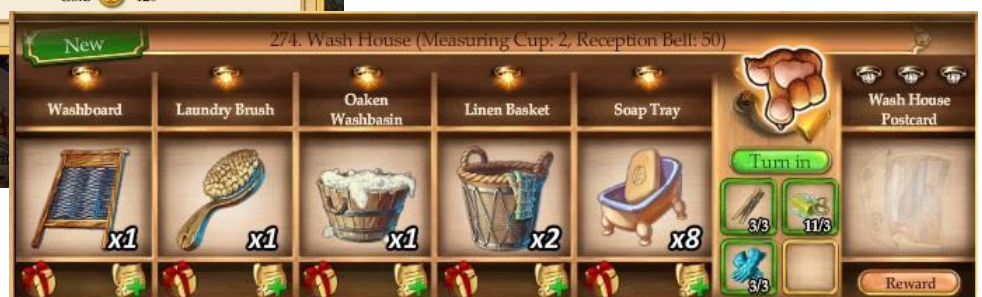 New
274. Wash House (Measuring Cup: 2, Reception Bell: 50)
Washboard
Laundry Brush
Oaken
Washbasin
Linen Basket
Soap Tray
Wash House
Postcard
Turn in
x1
x1
x1
x2
x8
3/3
11/3
3/3
Reward